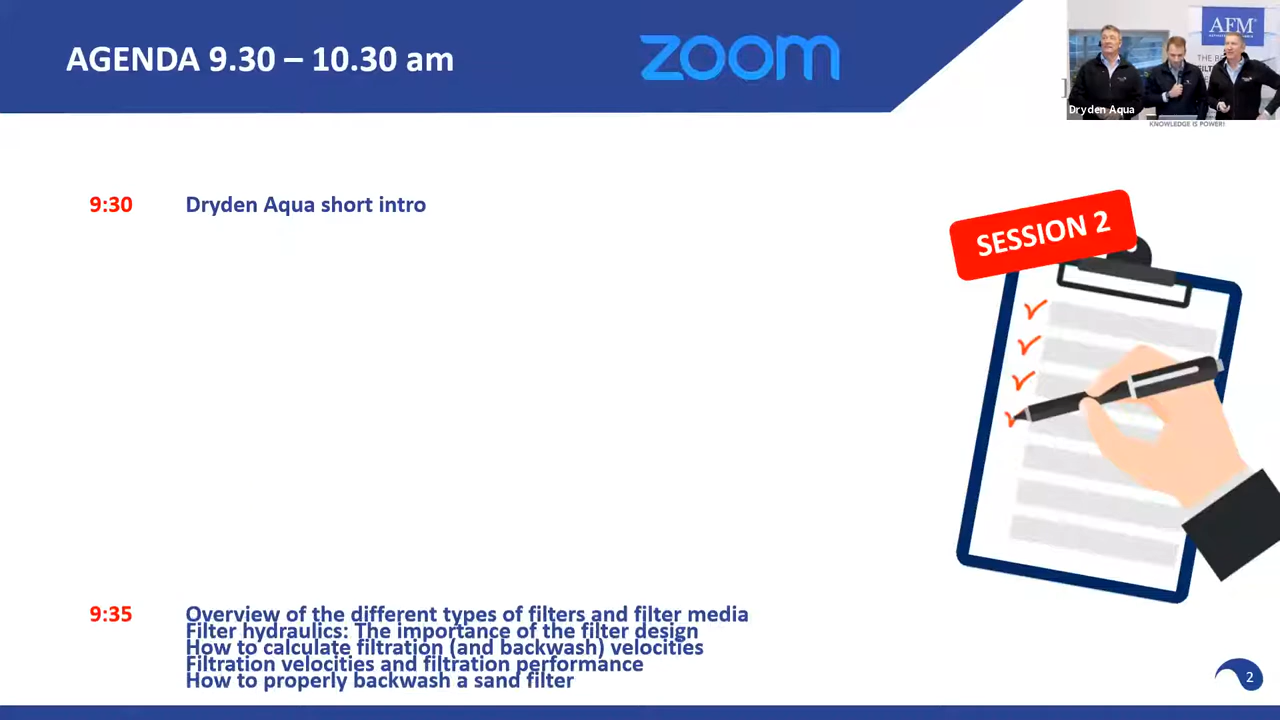 AGENDA 9.30 – 10.30 am
zoom
AFM®
THE B
FILT
Dryden Aqua
KNOWLEDGE IS POWER!
9:30 Dryden Aqua short intro
SESSION 2
9:35 Overview of the different types of filters and filter media
Filter hydraulics: The importance of the filter design
How to calculate filtration (and backwash) velocities
Filtration velocities and filtration performance
How to properly backwash a sand filter
2